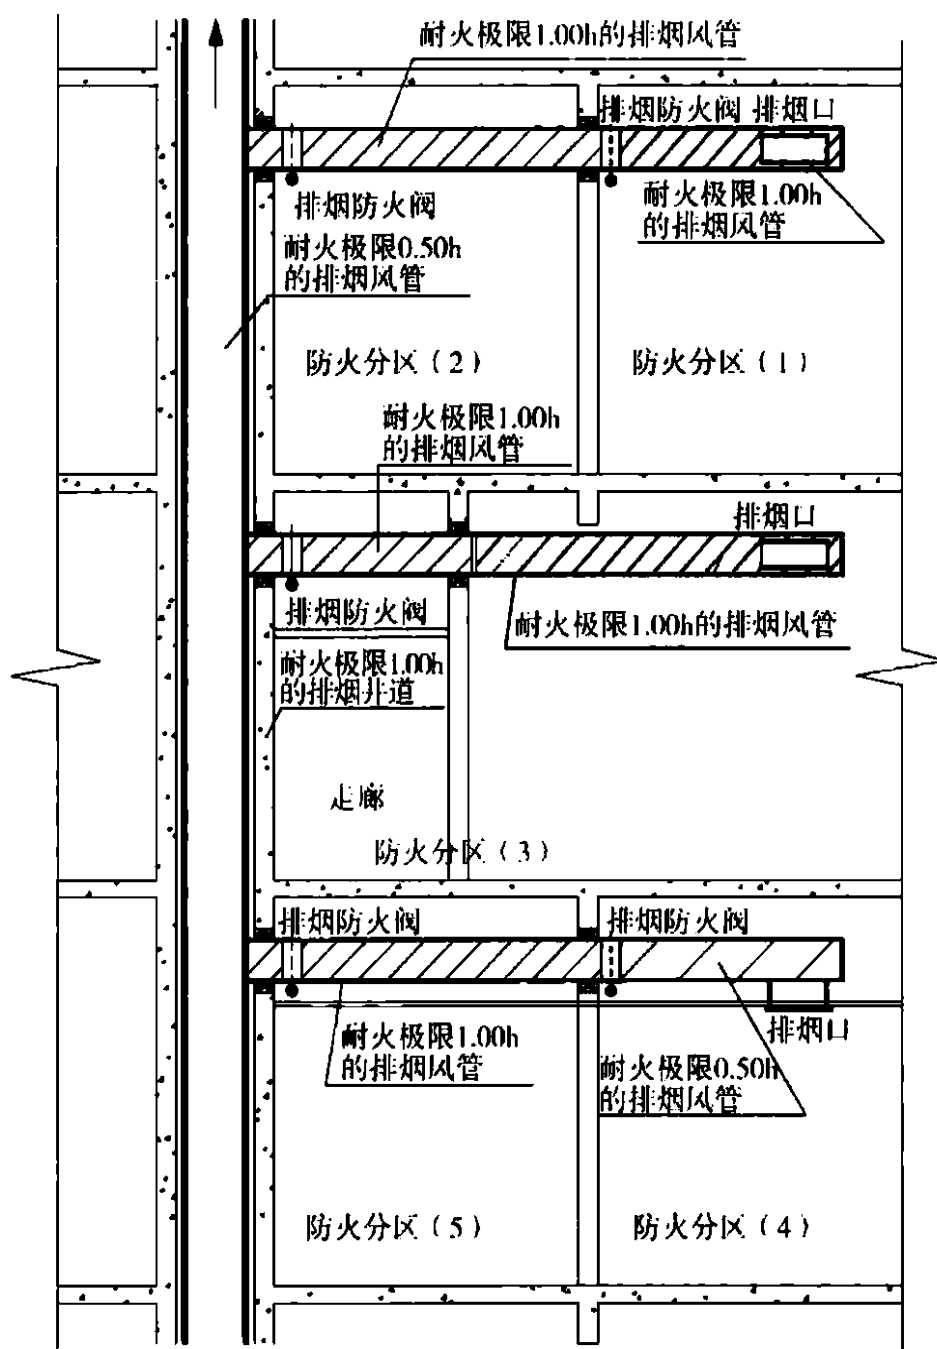 耐火极限1.00h的排烟风管
排烟防火阀 排烟口
耐火极限1.00h
的排烟风管
排烟防火阀
耐火极限0.50h
的排烟风管
防火分区（2）
防火分区（1）
耐火极限1.00h
的排烟风管
排烟口
排烟防火阀
耐火极限1.00h的排烟风管
耐火极限1.00h
的排烟井道
走廊
防火分区（3）
排烟防火阀
排烟防火阀
排烟口
耐火极限1.00h
的排烟风管
耐火极限0.50h
的排烟风管
防火分区（5）
防火分区（4）